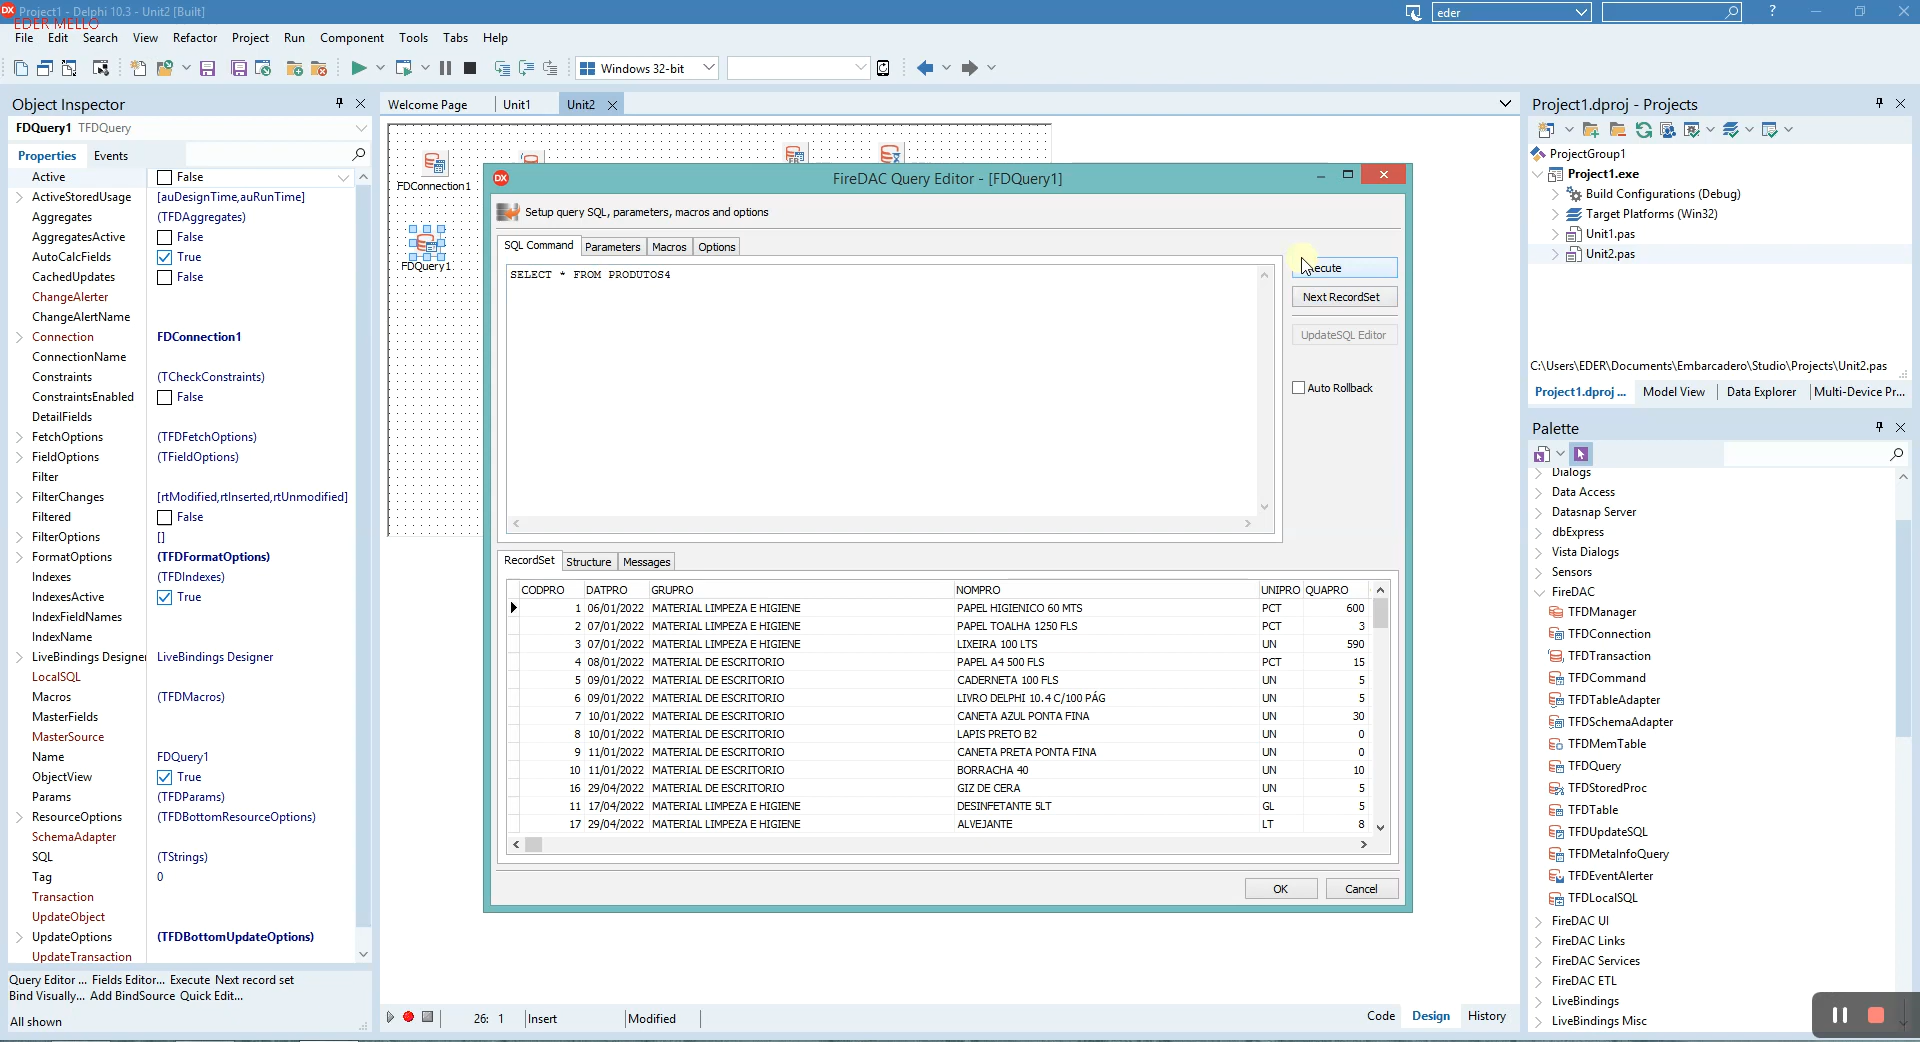 Project1 - Delphi 10.3 - Unit2 [Built]
eder
?
EDER MELLO
File Edit Search View Refactor Project Run Component Tools Tabs Help
Windows 32-bit
Object Inspector
FDQuery1 TFDQuery
Properties Events
Active False
ActiveStoredUsage [auDesignTime,auRunTime]
Aggregates (TFDAggregates)
AggregatesActive False
AutoCalcFields True
CachedUpdates False
ChangeAlerter
ChangeAlertName
Connection FDConnection1
ConnectionName
Constraints (TCheckConstraints)
ConstraintsEnabled False
DetailFields
FetchOptions (TFDFetchOptions)
FieldOptions (TFieldOptions)
Filter
FilterChanges [rtModified,rtInserted,rtUnmodified]
Filtered False
FilterOptions []
FormatOptions (TFDFormatOptions)
Indexes (TFDIndexes)
IndexesActive True
IndexFieldNames
IndexName
LiveBindings Designer LiveBindings Designer
LocalSQL
Macros (TFDMacros)
MasterFields
MasterSource
Name FDQuery1
ObjectView True
Params (TFDParams)
ResourceOptions (TFDBottomResourceOptions)
SchemaAdapter
SQL (TStrings)
Tag 0
Transaction
UpdateObject
UpdateOptions (TFDBottomUpdateOptions)
UpdateTransaction
Query Editor ... Fields Editor... Execute Next record set
Bind Visually... Add BindSource Quick Edit...
All shown
Welcome Page Unit1 Unit2
FDConnection1
FDQuery1
FireDAC Query Editor - [FDQuery1]
Setup query SQL, parameters, macros and options
SQL Command Parameters Macros Options
SELECT * FROM PRODUTOS4
ecute
Next RecordSet
UpdateSQL Editor
Auto Rollback
RecordSet Structure Messages
CODPRO DATPRO GRUPRO NOMPRO UNIPRO QUAPRO
1 06/01/2022 MATERIAL LIMPEZA E HIGIENE PAPEL HIGIENICO 60 MTS PCT 600
2 07/01/2022 MATERIAL LIMPEZA E HIGIENE PAPEL TOALHA 1250 FLS PCT 3
3 07/01/2022 MATERIAL LIMPEZA E HIGIENE LIXEIRA 100 LTS UN 590
4 08/01/2022 MATERIAL DE ESCRITORIO PAPEL A4 500 FLS PCT 15
5 09/01/2022 MATERIAL DE ESCRITORIO CADERNETA 100 FLS UN 5
6 09/01/2022 MATERIAL DE ESCRITORIO LIVRO DELPHI 10.4 C/100 PÁG UN 5
7 10/01/2022 MATERIAL DE ESCRITORIO CANETA AZUL PONTA FINA UN 30
8 10/01/2022 MATERIAL DE ESCRITORIO LAPIS PRETO B2 UN 0
9 11/01/2022 MATERIAL DE ESCRITORIO CANETA PRETA PONTA FINA UN 0
10 11/01/2022 MATERIAL DE ESCRITORIO BORRACHA 40 UN 10
16 29/04/2022 MATERIAL DE ESCRITORIO GIZ DE CERA UN 5
11 17/04/2022 MATERIAL LIMPEZA E HIGIENE DESINFETANTE 5LT GL 5
17 29/04/2022 MATERIAL LIMPEZA E HIGIENE ALVEJANTE LT 8
OK Cancel
26: 1 Insert Modified
Code Design History
Project1.dproj - Projects
ProjectGroup1
Project1.exe
Build Configurations (Debug)
Target Platforms (Win32)
Unit1.pas
Unit2.pas
C:\Users\EDER\Documents\Embarcadero\Studio\Projects\Unit2.pas
Project1.dproj ... Model View Data Explorer Multi-Device Pr...
Palette
Dialogs
Data Access
Datasnap Server
dbExpress
Vista Dialogs
Sensors
FireDAC
TFDManager
TFDConnection
TFDTransaction
TFDCommand
TFDTableAdapter
TFDSchemaAdapter
TFDMemTable
TFDQuery
TFDStoredProc
TFDTable
TFDUpdateSQL
TFDMetaInfoQuery
TFDEventAlerter
TFDLocalSQL
FireDAC UI
FireDAC Links
FireDAC Services
FireDAC ETL
LiveBindings
LiveBindings Misc